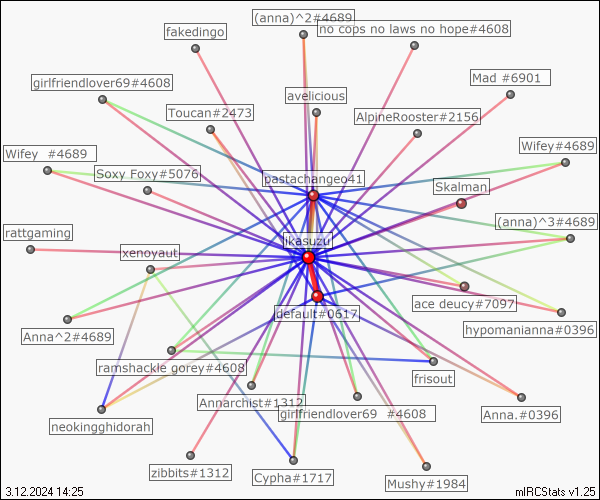 (anna)^2#4689
fakedingo
no cops no laws no hope#4608
girlfriendlover69#4608
Mad #6901
avelicious
Toucan#2473
AlpineRooster#2156
Wifey #4689
Wifey#4689
Soxy Foxy#5076
bastachangeo41
Skalman
(anna)^3#4689
rattgaming
jkasuzu
xenoyaut
ace deucy#7097
default#0617
hypomanianna#0396
Anna^2#4689
ramshackle gorey#4608
frisout
Annarchist#1312
girlfriendlover69 #4608
Anna.#0396
neokingghidorah
zibbits#1312
Cypha#1717
Mushy#1984
3.12.2024 14:25
mIRCStats v1.25